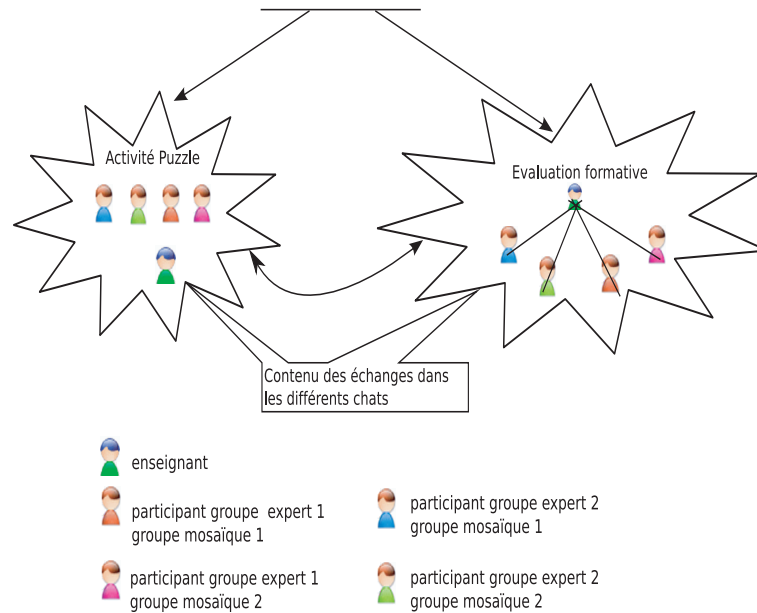 Activité Puzzle
Evaluation formative
Contenu des échanges dans
les différents chats
enseignant
participant groupe expert 1
groupe mosaïque 1
participant groupe expert 2
groupe mosaïque 1
participant groupe expert 1
groupe mosaïque 2
participant groupe expert 2
groupe mosaïque 2